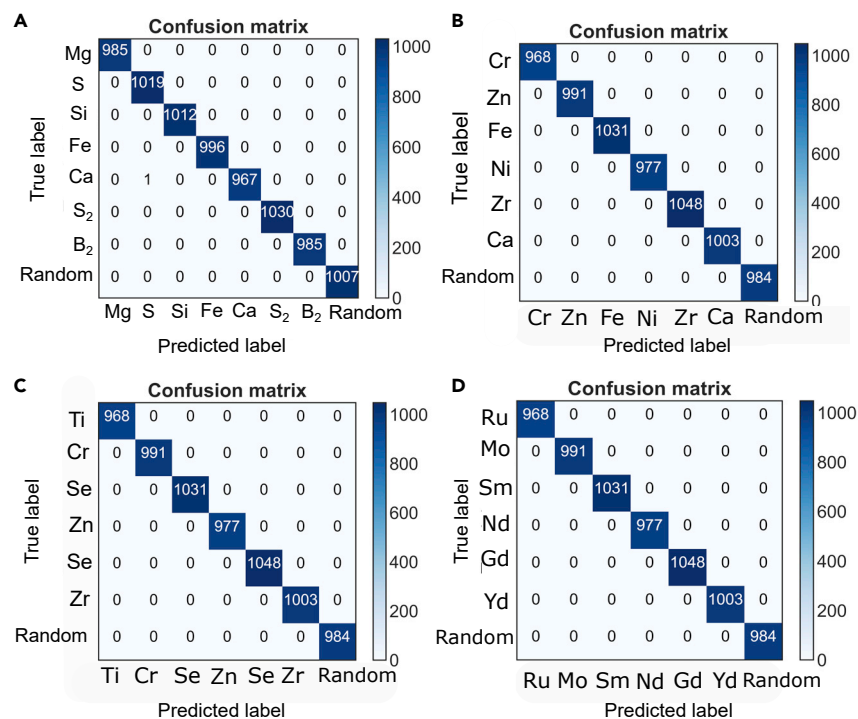 A
Confusion matrix
Mg 985 0 0 0 0 0 0 0
S 0 1019 0 0 0 0 0 0
Si 0 0 1012 0 0 0 0 0
Fe 0 0 0 996 0 0 0 0
Ca 0 1 0 0 967 0 0 0
S₂ 0 0 0 0 0 1030 0 0
B₂ 0 0 0 0 0 0 985 0
Random 0 0 0 0 0 0 0 1007
Mg S Si Fe Ca S₂ B₂ Random
True label
Predicted label
1000
800
600
400
200
0
B
Confusion matrix
Cr 968 0 0 0 0 0 0
Zn 0 991 0 0 0 0 0
Fe 0 0 1031 0 0 0 0
Ni 0 0 0 977 0 0 0
Zr 0 0 0 0 1048 0 0
Ca 0 0 0 0 0 1003 0
Random 0 0 0 0 0 0 984
Cr Zn Fe Ni Zr Ca Random
True label
Predicted label
1000
800
600
400
200
0
C
Confusion matrix
Ti 968 0 0 0 0 0 0
Cr 0 991 0 0 0 0 0
Se 0 0 1031 0 0 0 0
Zn 0 0 0 977 0 0 0
Se 0 0 0 0 1048 0 0
Zr 0 0 0 0 0 1003 0
Random 0 0 0 0 0 0 984
Ti Cr Se Zn Se Zr Random
True label
Predicted label
1000
800
600
400
200
0
D
Confusion matrix
Ru 968 0 0 0 0 0 0
Mo 0 991 0 0 0 0 0
Sm 0 0 1031 0 0 0 0
Nd 0 0 0 977 0 0 0
Gd 0 0 0 0 1048 0 0
Yd 0 0 0 0 0 1003 0
Random 0 0 0 0 0 0 984
Ru Mo Sm Nd Gd Yd Random
True label
Predicted label
1000
800
600
400
200
0